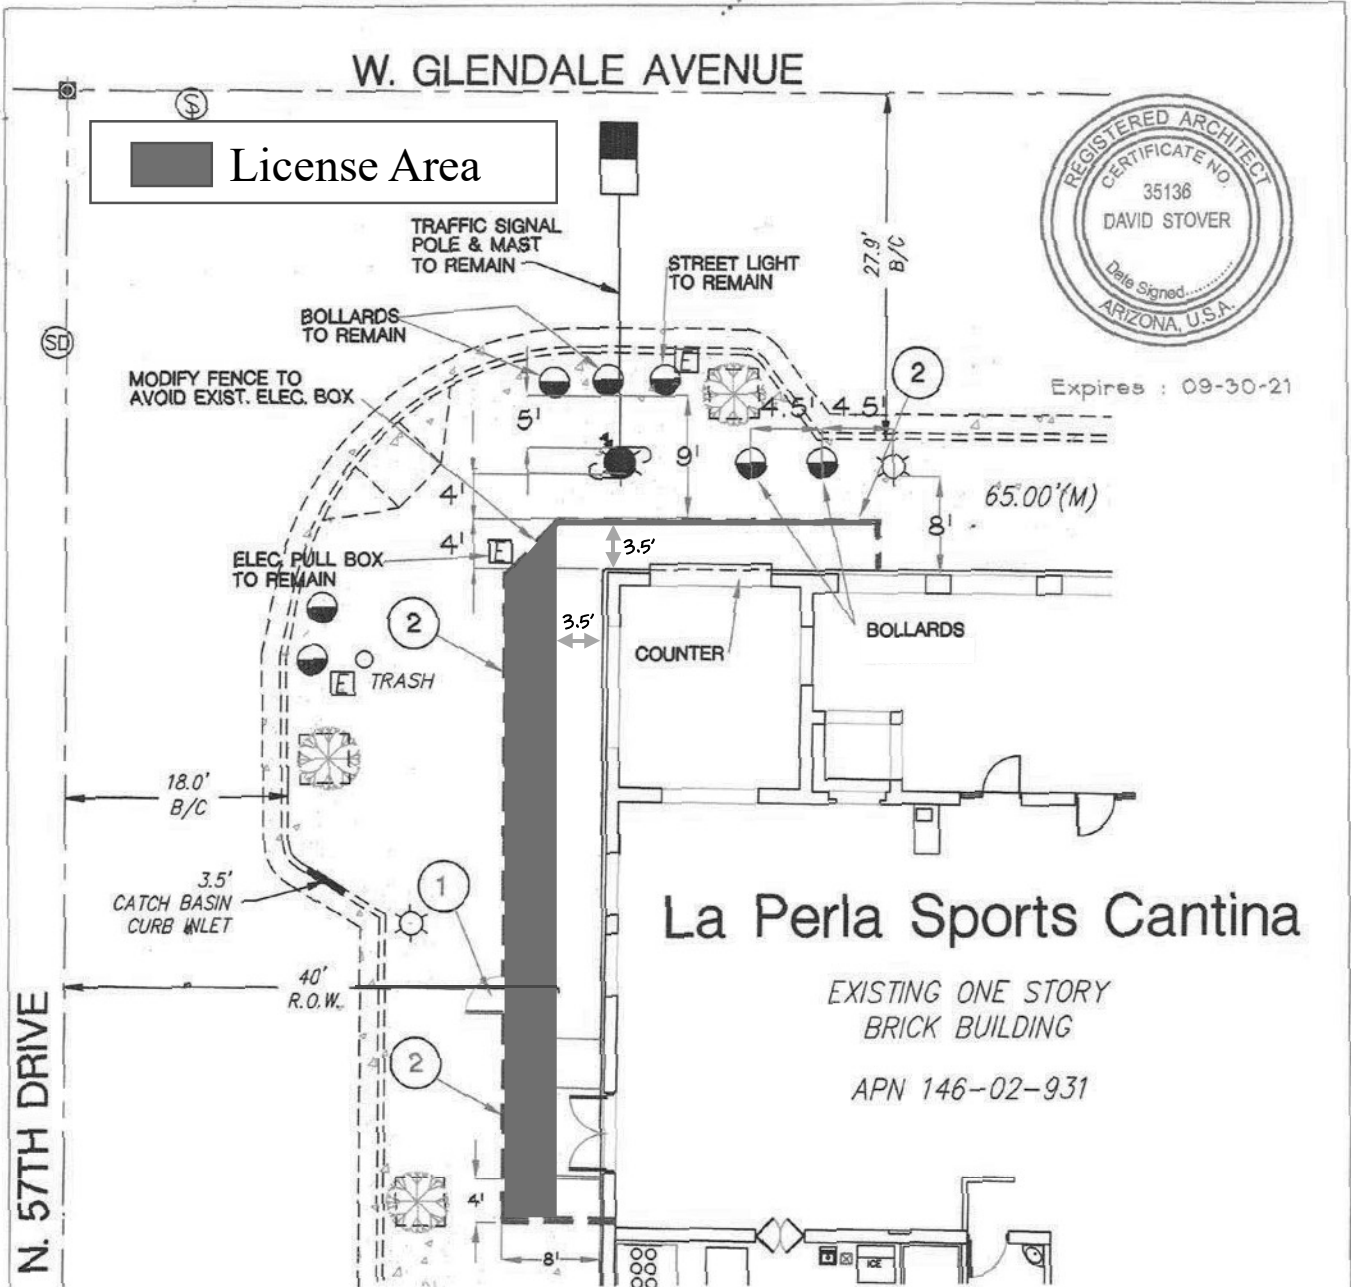 W. GLENDALE AVENUE
S
License Area
REGISTERED ARCHITECT
CERTIFICATE NO.
35136
DAVID STOVER
Date Signed..........
ARIZONA, U.S.A.
Expires : 09-30-21
TRAFFIC SIGNAL
POLE & MAST
TO REMAIN
STREET LIGHT
TO REMAIN
27.9'
B/C
BOLLARDS
TO REMAIN
SD
E
2
MODIFY FENCE TO
AVOID EXIST. ELEC. BOX
4.5'
4.5'
5'
9'
4'
65.00'(M)
8'
4'
E
3.5'
ELEC. PULL BOX
TO REMAIN
2
3.5'
COUNTER
BOLLARDS
E
TRASH
18.0'
B/C
3.5'
CATCH BASIN
CURB INLET
1
La Perla Sports Cantina
40'
R.O.W.
EXISTING ONE STORY
BRICK BUILDING
2
APN 146-02-931
N. 57TH DRIVE
4'
8'
ICE